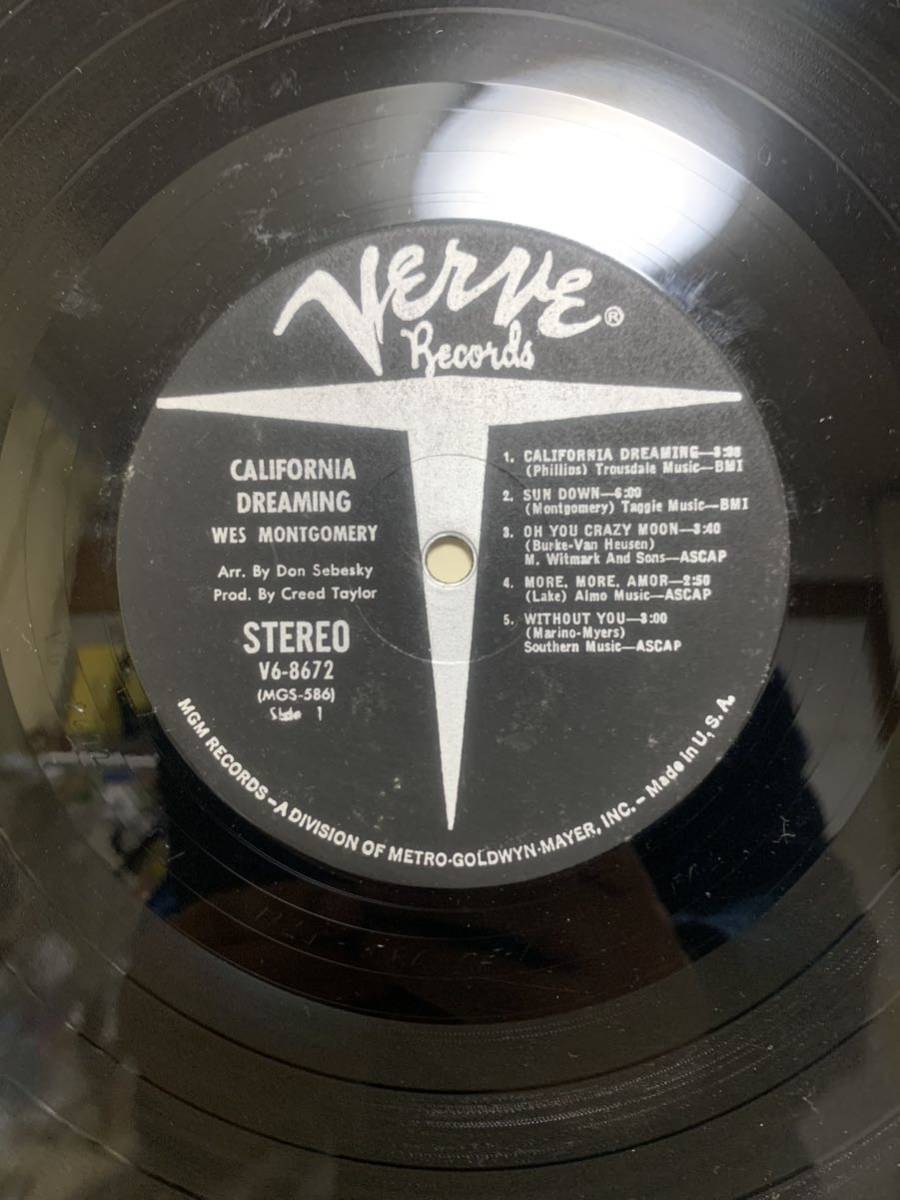 Verve ®
Records
CALIFORNIA
DREAMING
WES MONTGOMERY
Arr. By Don Sebesky
Prod. By Creed Taylor
STEREO
V6-8672
(MGS-586)
Side 1
1. CALIFORNIA DREAMING—
(Phillips) Trousdale Music—BMI
2. SUN DOWN—6:00
(Montgomery) Taggie Music—BMI
3. OH YOU CRAZY MOON—3:40
(Burke-Van Heusen)
M. Witmark And Sons—ASCAP
4. MORE, MORE, AMOR—2:50
(Lake) Almo Music—ASCAP
5. WITHOUT YOU—3:00
(Marino-Myers)
Southern Music—ASCAP
MGM RECORDS – A DIVISION OF METRO-GOLDWYN-MAYER, INC. – Made in U.S.A.